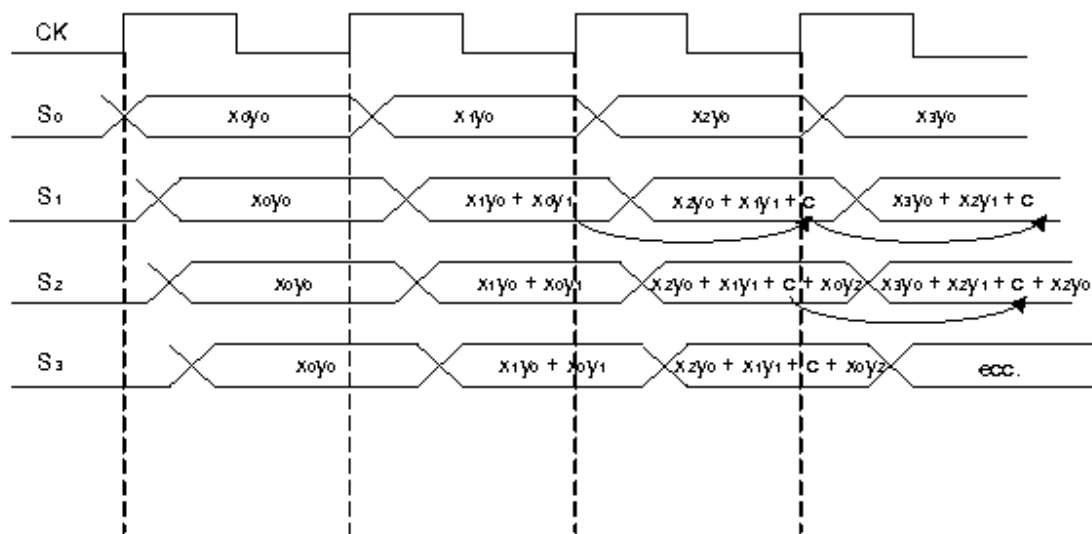 CK
S₀ x₀y₀ x₁y₀ x₂y₀ x₃y₀
S₁ x₀y₀ x₁y₀ + x₀y₁ x₂y₀ + x₁y₁ + c x₃y₀ + x₂y₁ + c
S₂ x₀y₀ x₁y₀ + x₀y₁ x₂y₀ + x₁y₁ + c + x₀y₂ x₃y₀ + x₂y₁ + c + x₂y₀
S₃ x₀y₀ x₁y₀ + x₀y₁ x₂y₀ + x₁y₁ + c + x₀y₂ ecc.